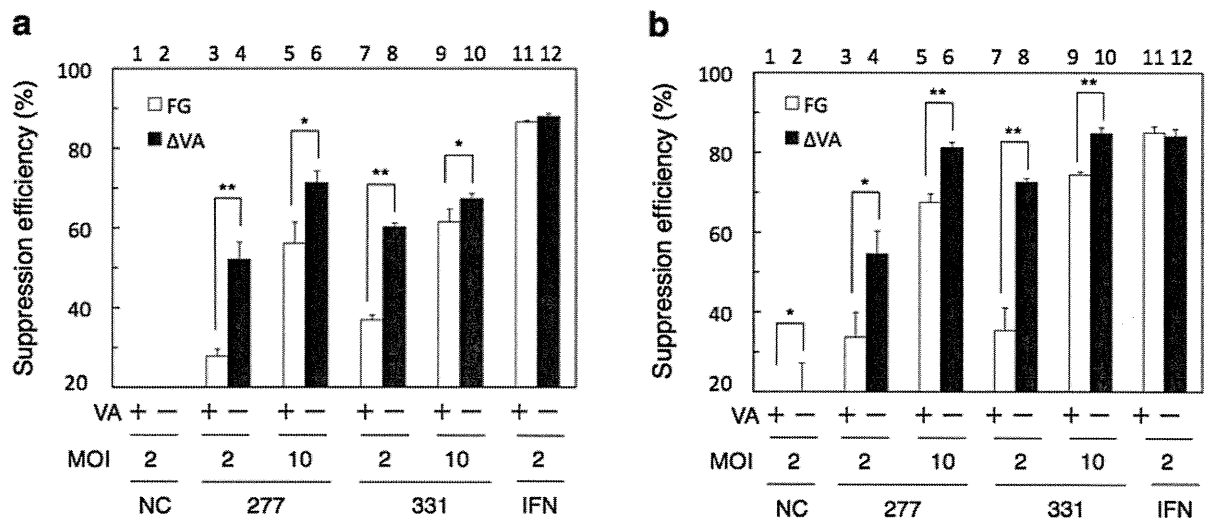 a
1 2 3 4 5 6 7 8 9 10 11 12
Suppression efficiency (%)
100
80
60
40
20
FG
ΔVA
** * ** *
VA + − + − + − + − + − + −
MOI 2 2 10 2 10 2
NC 277 331 IFN
b
1 2 3 4 5 6 7 8 9 10 11 12
Suppression efficiency (%)
100
80
60
40
20
FG
ΔVA
* * ** ** **
VA + − + − + − + − + − + −
MOI 2 2 10 2 10 2
NC 277 331 IFN